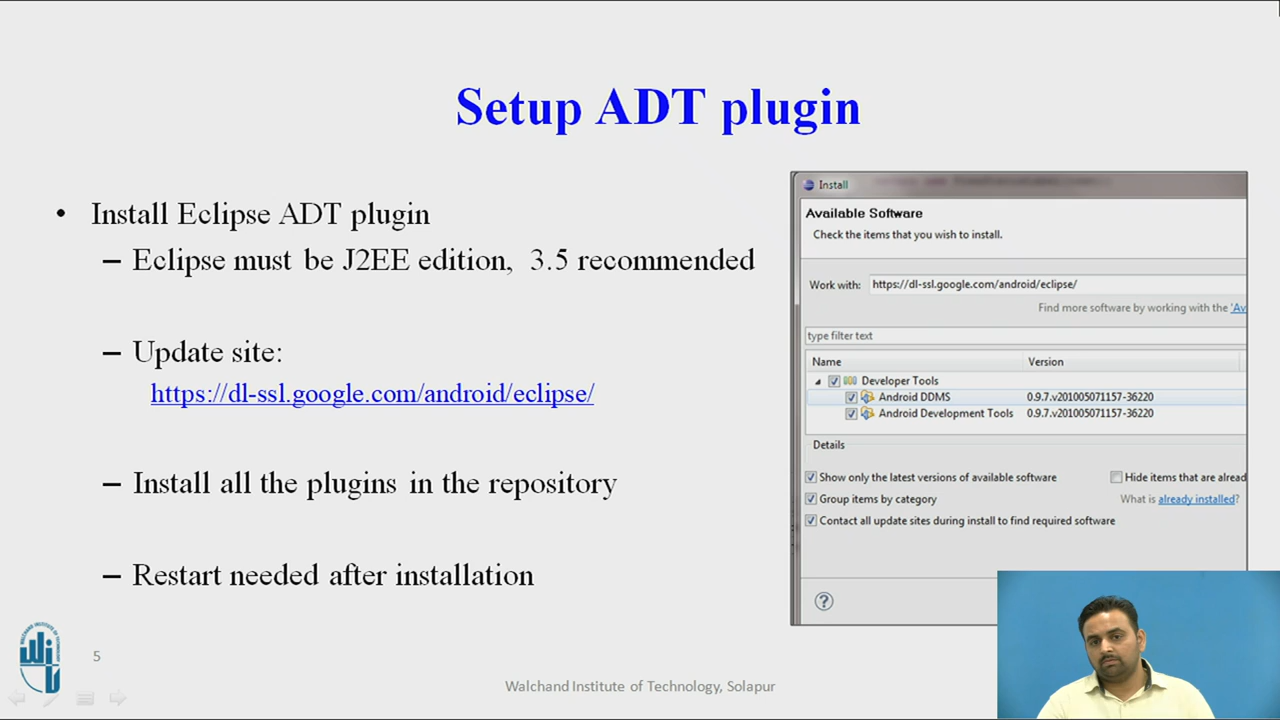 Setup ADT plugin
• Install Eclipse ADT plugin
– Eclipse must be J2EE edition, 3.5 recommended
– Update site:
https://dl-ssl.google.com/android/eclipse/
– Install all the plugins in the repository
– Restart needed after installation
Install
Available Software
Check the items that you wish to install.
Work with: https://dl-ssl.google.com/android/eclipse/
Find more software by working with the 'Av
type filter text
Name Version
Developer Tools
Android DDMS 0.9.7.v201005071157-36220
Android Development Tools 0.9.7.v201005071157-36220
Details
Show only the latest versions of available software Hide items that are alread
Group items by category What is already installed?
Contact all update sites during install to find required software
?
WALCHAND INSTITUTE OF TECHNOLOGY
WIT
5
Walchand Institute of Technology, Solapur